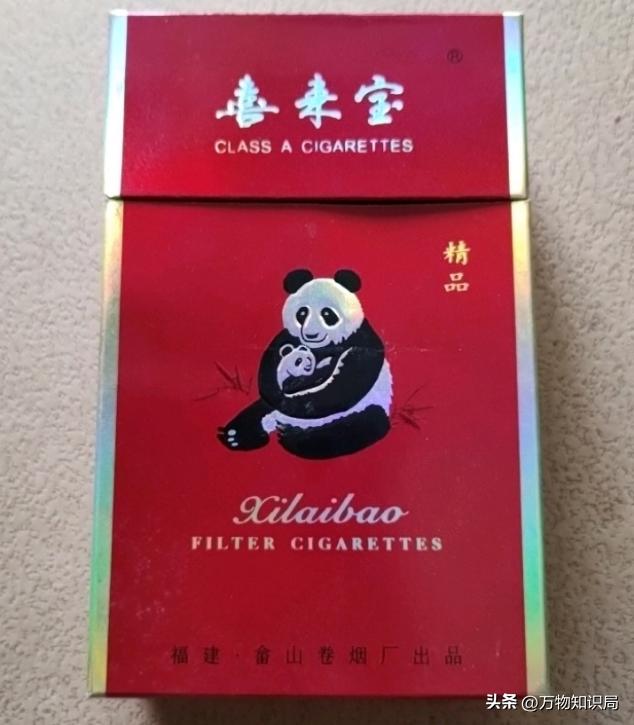 ®
喜来宝
CLASS A CIGARETTES
精品
Xilaibao
FILTER CIGARETTES
福建·畲山卷烟厂出品
头条 @万物知识局